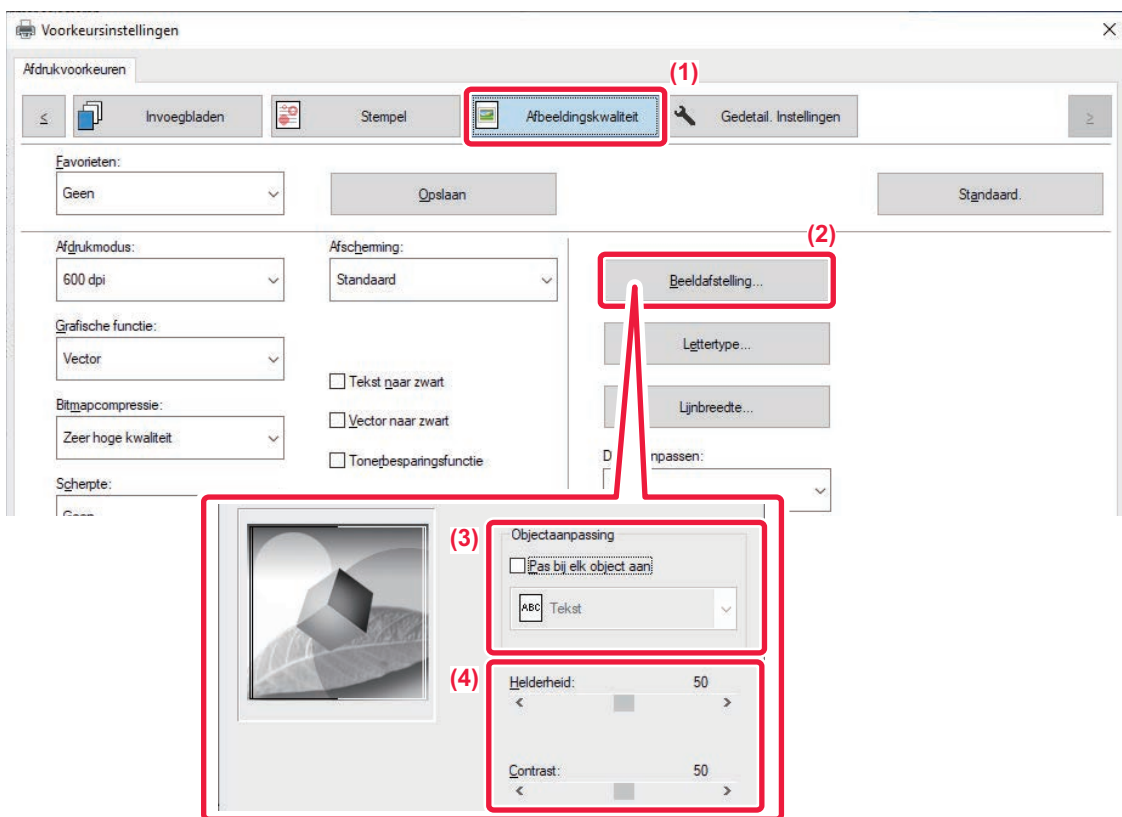 Voorkeursinstellingen
Afdrukvoorkeuren
(1)
< Invoegbladen Stempel Afbeeldingskwaliteit Gedetail. Instellingen >
Favorieten:
Geen Opslaan Standaard.
(2)
Afdrukmodus: Afscherming:
600 dpi Standaard Beeldafstelling...
Grafische functie: Lettertype...
Vector
Tekst naar zwart
Bitmapcompressie: Vector naar zwart Lijnbreedte...
Zeer hoge kwaliteit
Tonerbesparingsfunctie
D npassen:
Scherpte:
(3)
Objectaanpassing
Pas bij elk object aan
ABC Tekst
(4)
Helderheid: 50
< >
Contrast: 50
< >